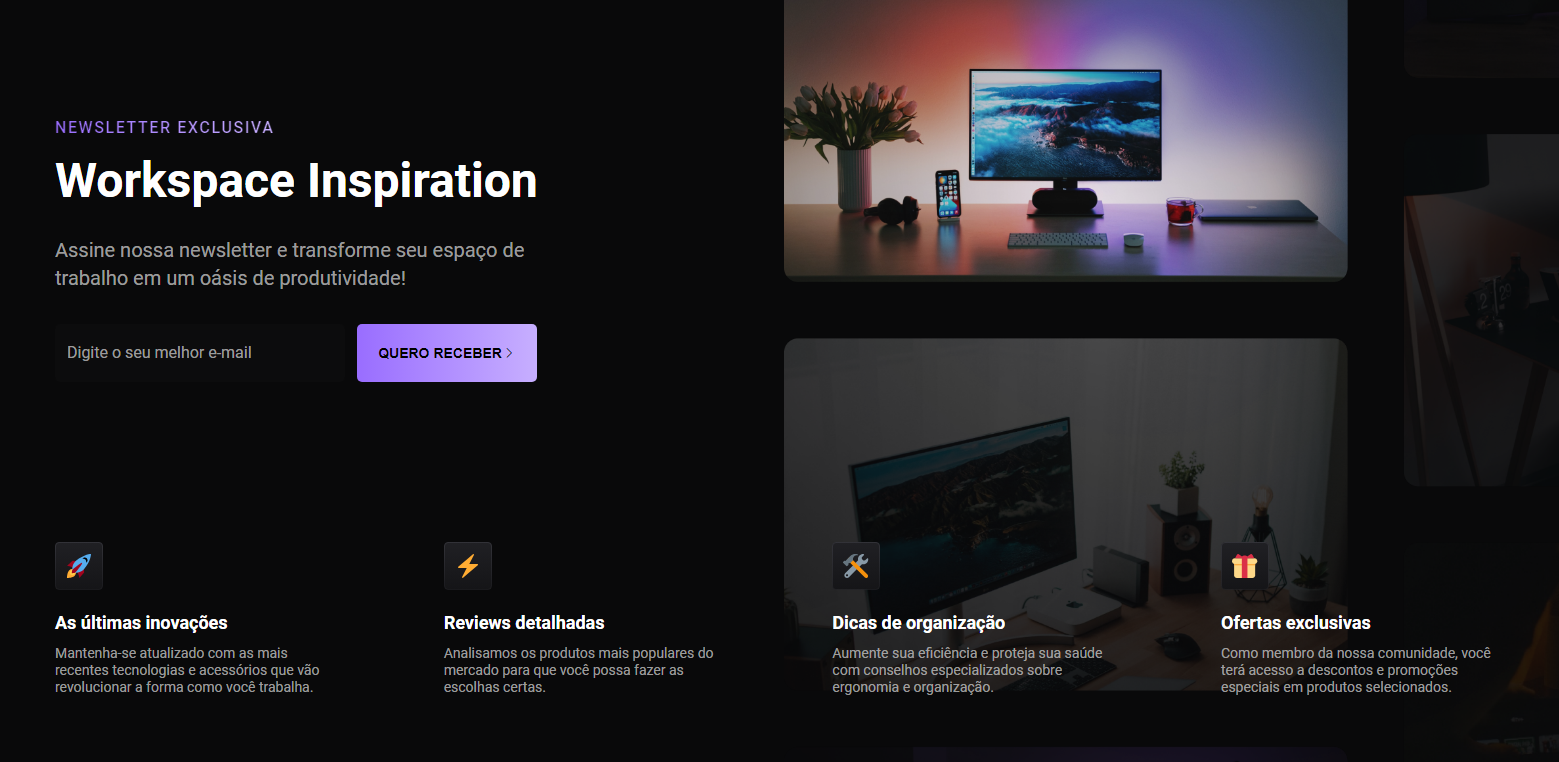 NEWSLETTER EXCLUSIVA
Workspace Inspiration
Assine nossa newsletter e transforme seu espaço de
trabalho em um oásis de produtividade!
Digite o seu melhor e-mail
QUERO RECEBER
As últimas inovações
Mantenha-se atualizado com as mais
recentes tecnologias e acessórios que vão
revolucionar a forma como você trabalha.
Reviews detalhadas
Analisamos os produtos mais populares do
mercado para que você possa fazer as
escolhas certas.
Dicas de organização
Aumente sua eficiência e proteja sua saúde
com conselhos especializados sobre
ergonomia e organização.
Ofertas exclusivas
Como membro da nossa comunidade, você
terá acesso a descontos e promoções
especiais em produtos selecionados.